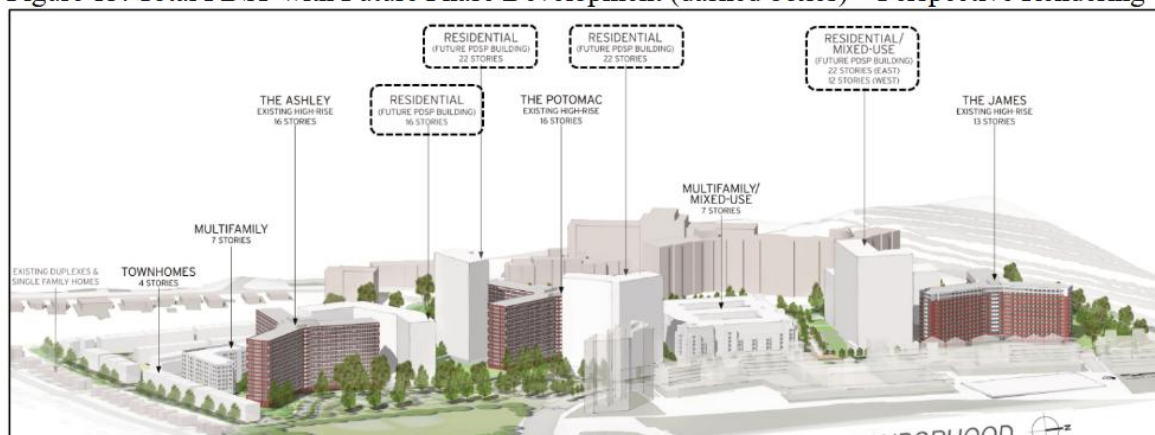 Figure 13: Total PDSP with Future Phase Development (dashed boxes) – Perspective Rendering
RESIDENTIAL
(FUTURE PDSP BUILDING)
22 STORIES
RESIDENTIAL
(FUTURE PDSP BUILDING)
22 STORIES
RESIDENTIAL/
MIXED-USE
(FUTURE PDSP BUILDING)
22 STORIES (EAST)
12 STORIES (WEST)
THE ASHLEY
EXISTING HIGH-RISE
16 STORIES
RESIDENTIAL
(FUTURE PDSP BUILDING)
16 STORIES
THE POTOMAC
EXISTING HIGH-RISE
16 STORIES
THE JAMES
EXISTING HIGH-RISE
13 STORIES
MULTIFAMILY/
MIXED-USE
7 STORIES
MULTIFAMILY
7 STORIES
EXISTING DUPLEXES &
SINGLE FAMILY HOMES
TOWNHOMES
4 STORIES
Z